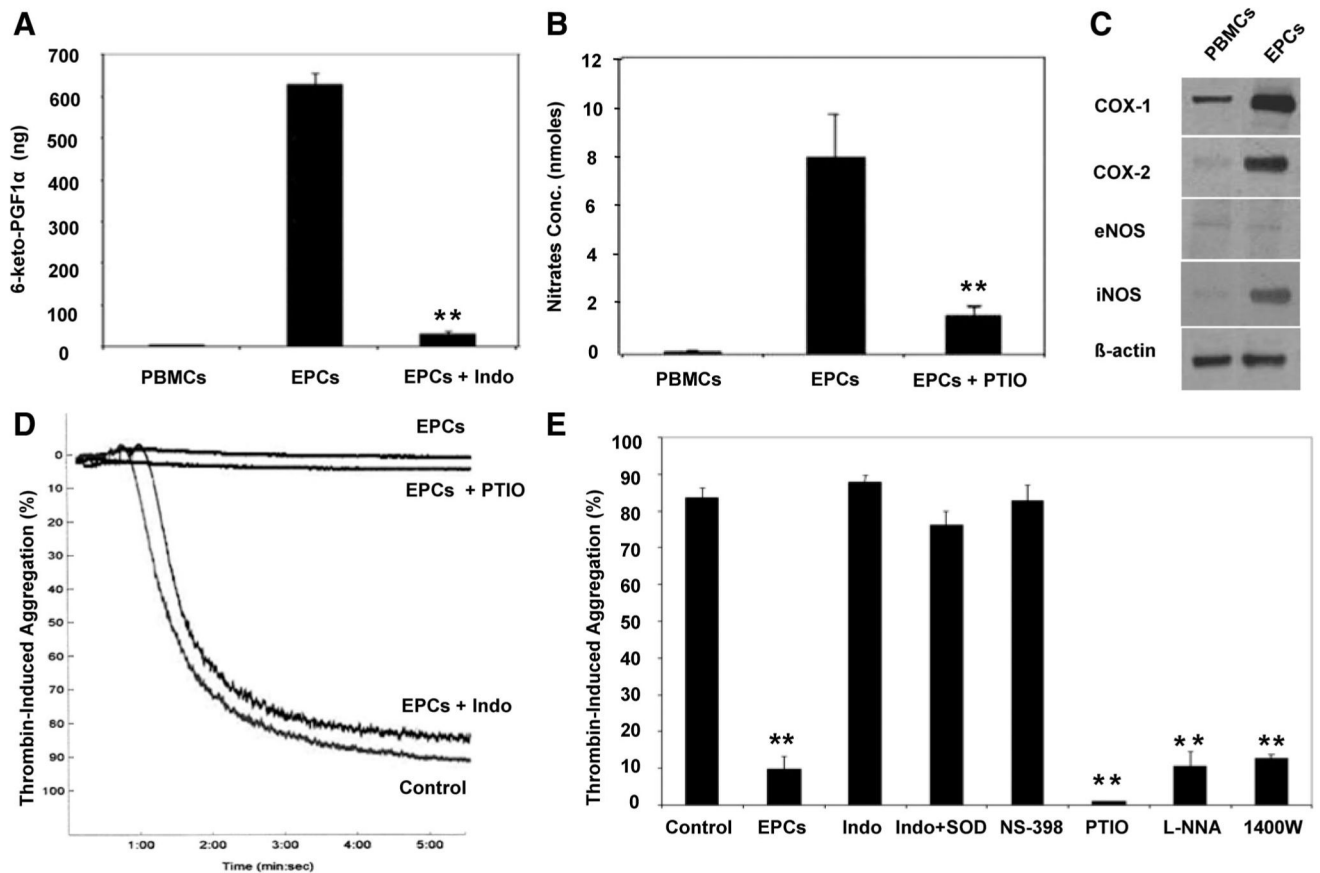 A
6-keto-PGF1α (ng)
700
600
500
400
300
200
100
0
**
PBMCs EPCs EPCs + Indo
B
Nitrates Conc. (nmoles)
12
10
8
6
4
2
0
**
PBMCs EPCs EPCs + PTIO
C
PBMCs EPCs
COX-1
COX-2
eNOS
iNOS
ß-actin
D
Thrombin-Induced Aggregation (%)
0
10
20
30
40
50
60
70
80
90
100
EPCs
EPCs + PTIO
EPCs + Indo
Control
1:00 2:00 3:00 4:00 5:00
Time (min:sec)
E
Thrombin-Induced Aggregation (%)
100
90
80
70
60
50
40
30
20
10
0
** ** ** **
Control EPCs Indo Indo+SOD NS-398 PTIO L-NNA 1400W